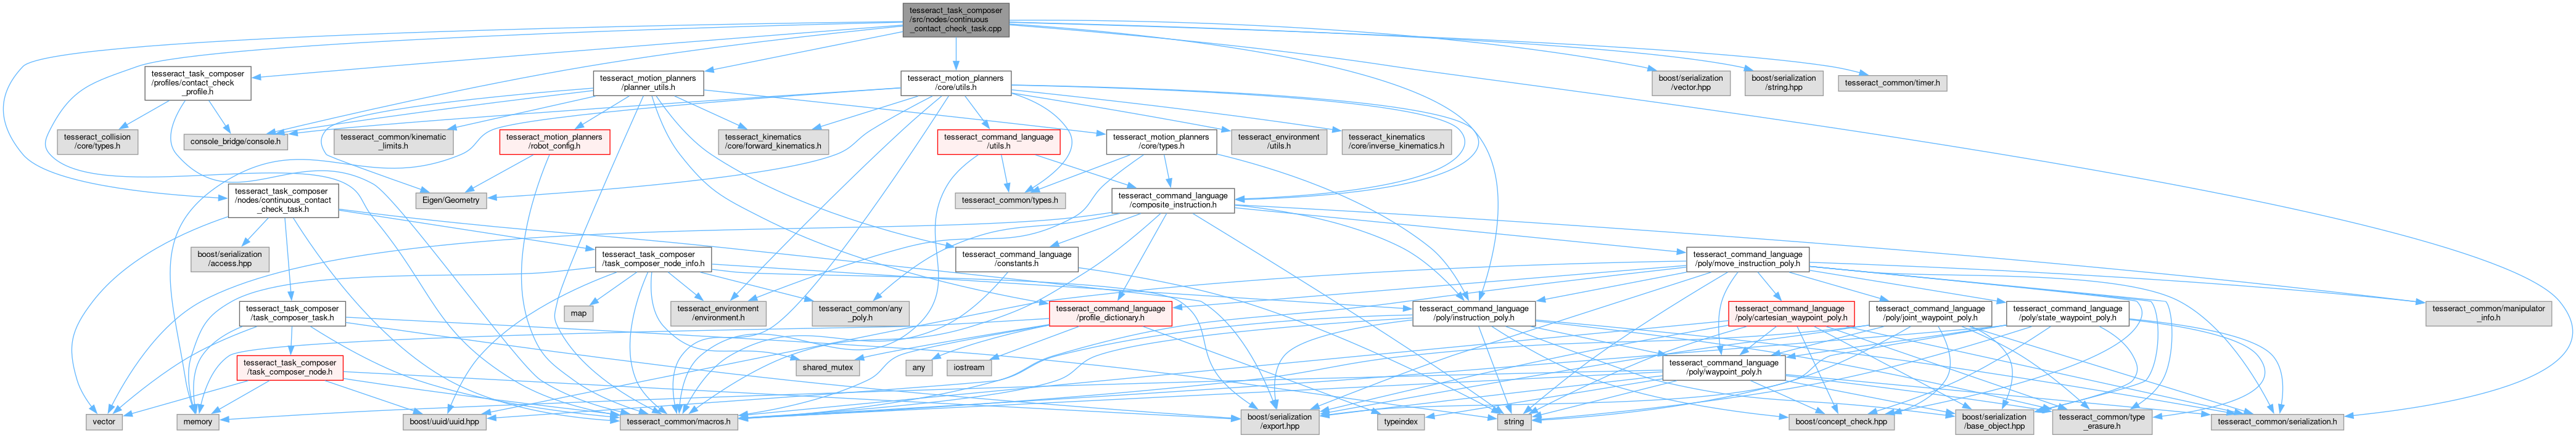 tesseract_task_composer
/src/nodes/continuous
_contact_check_task.cpp
tesseract_task_composer
/profiles/contact_check
_profile.h
tesseract_motion_planners
/planner_utils.h
tesseract_motion_planners
/core/utils.h
boost/serialization
/vector.hpp
boost/serialization
/string.hpp
tesseract_common/timer.h
tesseract_collision
/core/types.h
console_bridge/console.h
tesseract_common/kinematic
_limits.h
tesseract_motion_planners
/robot_config.h
tesseract_kinematics
/core/forward_kinematics.h
tesseract_command_language
/utils.h
tesseract_motion_planners
/core/types.h
tesseract_environment
/utils.h
tesseract_kinematics
/core/inverse_kinematics.h
tesseract_task_composer
/nodes/continuous_contact
_check_task.h
Eigen/Geometry
tesseract_common/types.h
tesseract_command_language
/composite_instruction.h
boost/serialization
/access.hpp
tesseract_task_composer
/task_composer_node_info.h
tesseract_command_language
/constants.h
tesseract_command_language
/poly/move_instruction_poly.h
tesseract_task_composer
/task_composer_task.h
map
tesseract_environment
/environment.h
tesseract_common/any
_poly.h
tesseract_command_language
/profile_dictionary.h
tesseract_command_language
/poly/instruction_poly.h
tesseract_command_language
/poly/cartesian_waypoint_poly.h
tesseract_command_language
/poly/joint_waypoint_poly.h
tesseract_command_language
/poly/state_waypoint_poly.h
tesseract_common/manipulator
_info.h
tesseract_task_composer
/task_composer_node.h
shared_mutex
any
iostream
tesseract_command_language
/poly/waypoint_poly.h
vector
memory
boost/uuid/uuid.hpp
tesseract_common/macros.h
boost/serialization
/export.hpp
typeindex
string
boost/concept_check.hpp
boost/serialization
/base_object.hpp
tesseract_common/type
_erasure.h
tesseract_common/serialization.h